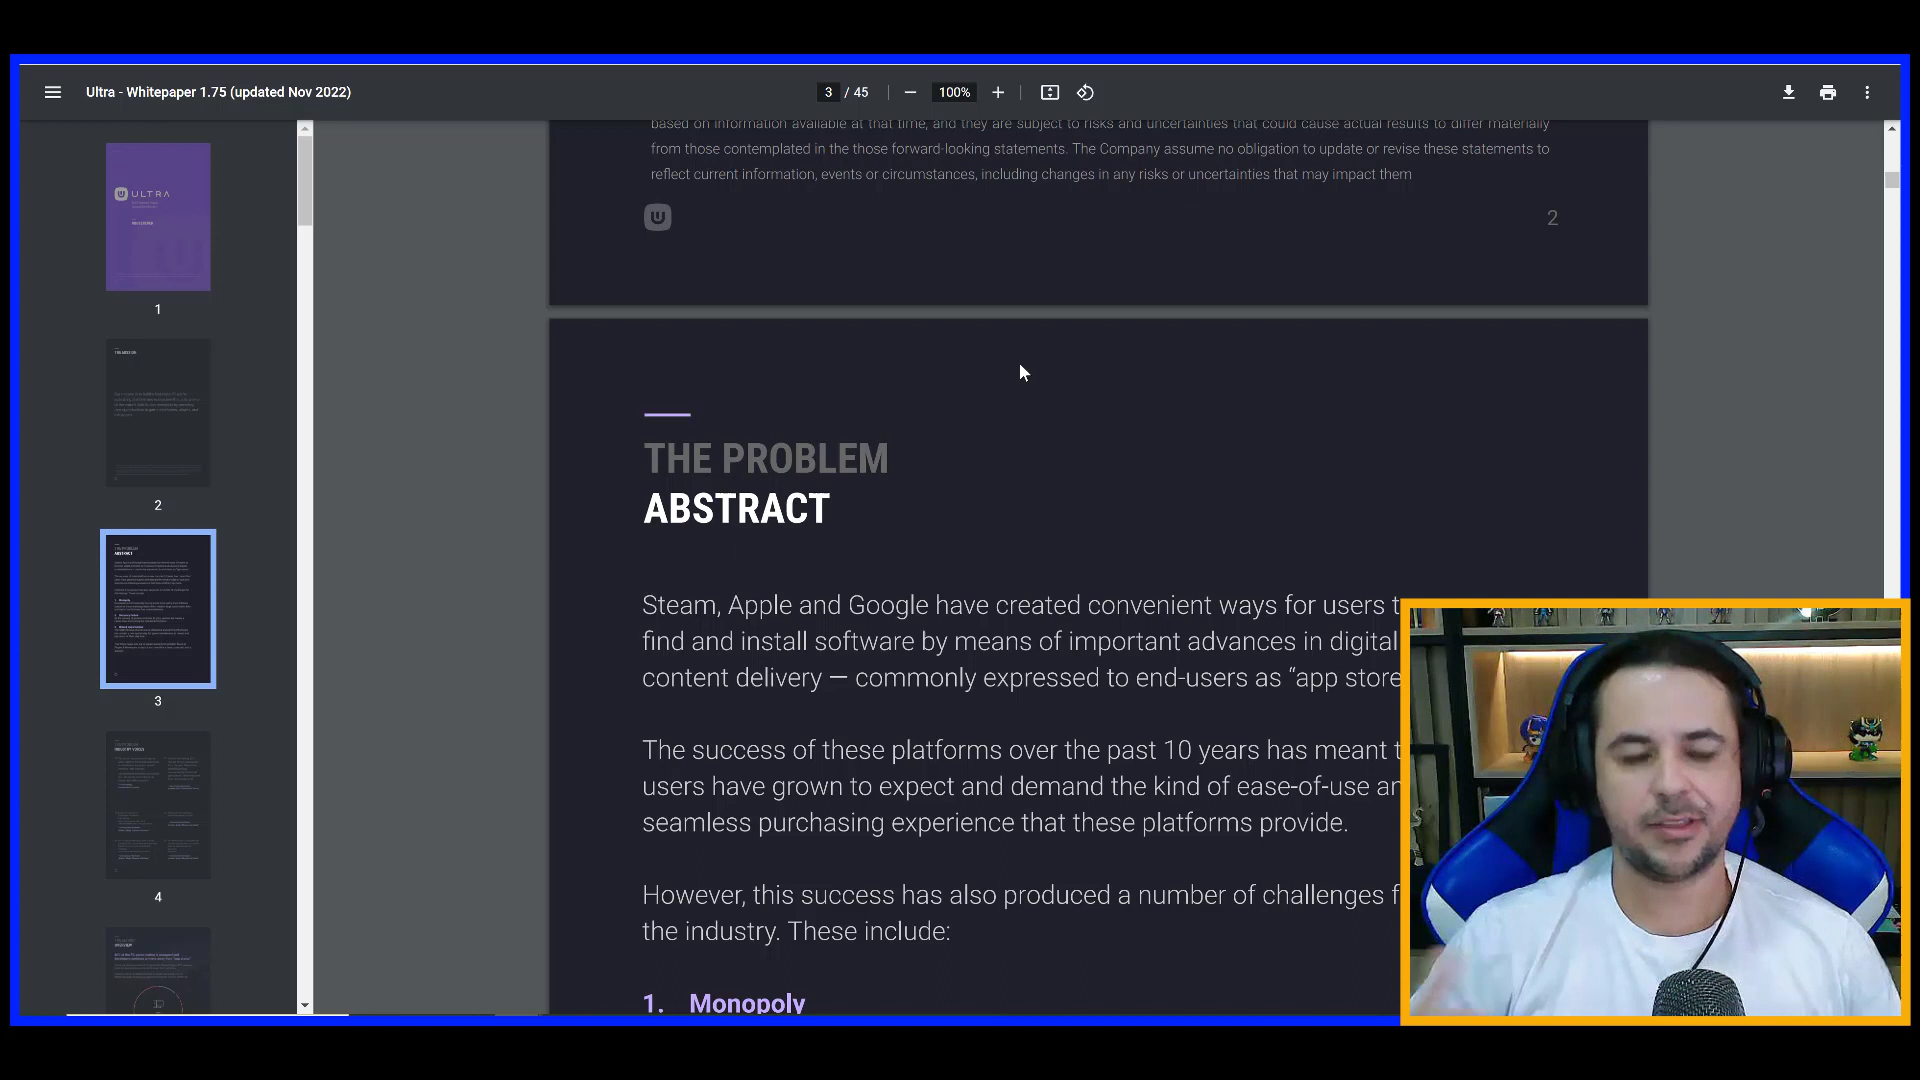 Ultra - Whitepaper 1.75 (updated Nov 2022)
3 / 45
100%
based on information available at that time, and they are subject to risks and uncertainties that could cause actual results to differ materially
from those contemplated in the those forward-looking statements. The Company assume no obligation to update or revise these statements to
reflect current information, events or circumstances, including changes in any risks or uncertainties that may impact them
2
ULTRA
1
2
3
4
THE PROBLEM
ABSTRACT
Steam, Apple and Google have created convenient ways for users t
find and install software by means of important advances in digital
content delivery — commonly expressed to end-users as “app store
The success of these platforms over the past 10 years has meant t
users have grown to expect and demand the kind of ease-of-use an
seamless purchasing experience that these platforms provide.
However, this success has also produced a number of challenges f
the industry. These include:
1. Monopoly